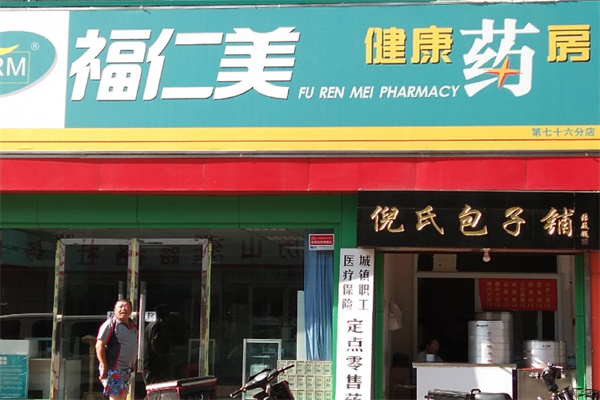 RM
®
福仁美
健康药房
FU REN MEI PHARMACY
第七十六分店
倪氏包子铺
城镇职工
医疗保险
定点零售药